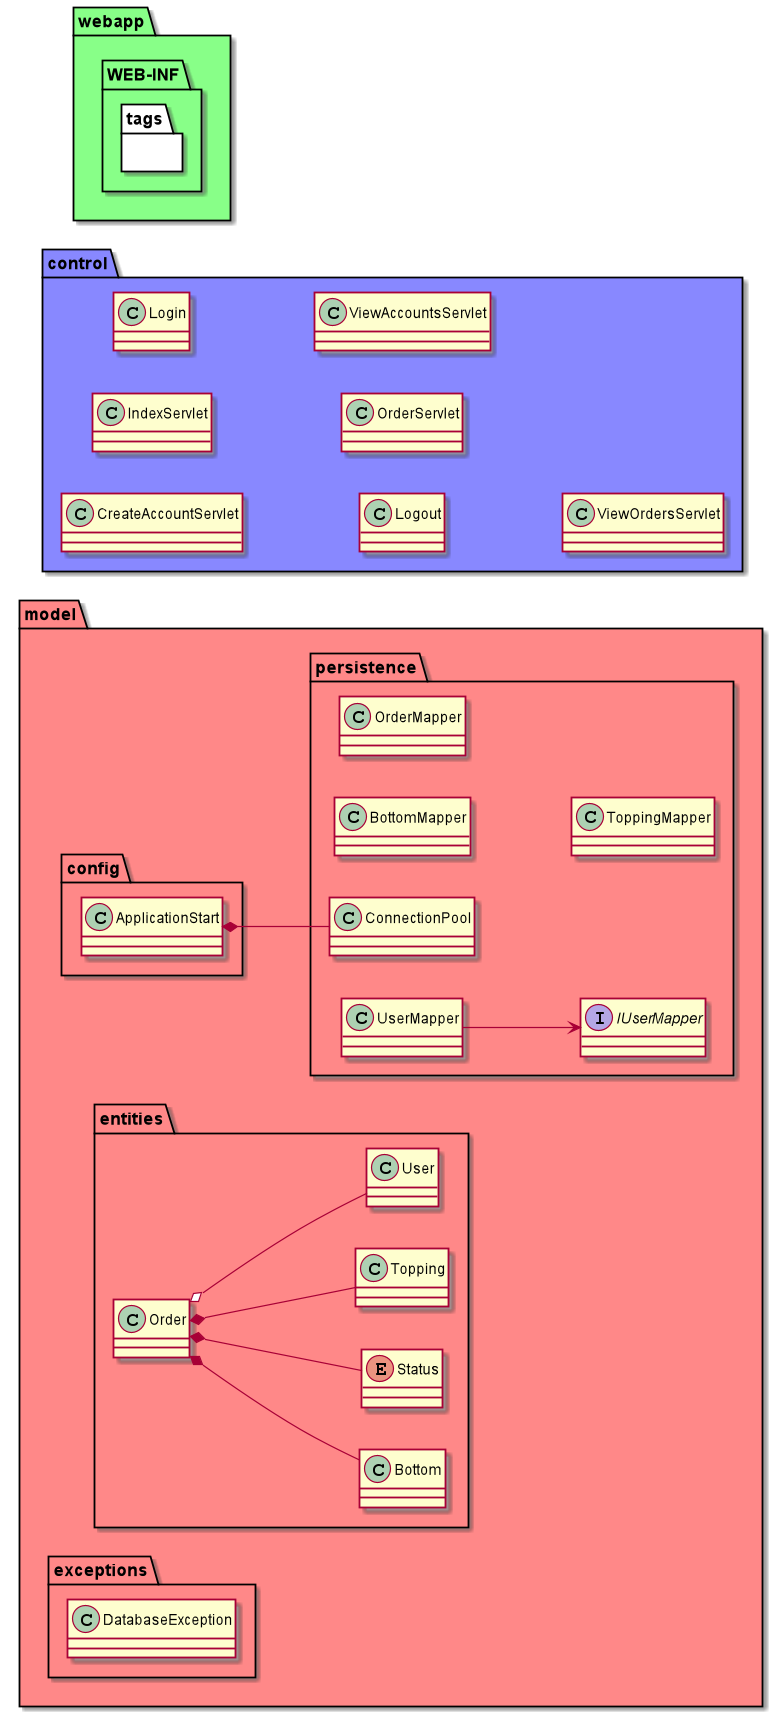 webapp
WEB-INF
tags
control
C Login
C ViewAccountsServlet
C IndexServlet
C OrderServlet
C CreateAccountServlet
C Logout
C ViewOrdersServlet
model
persistence
C OrderMapper
C BottomMapper
C ToppingMapper
config
C ApplicationStart
C ConnectionPool
C UserMapper
I IUserMapper
entities
C User
C Topping
C Order
E Status
C Bottom
exceptions
C DatabaseException